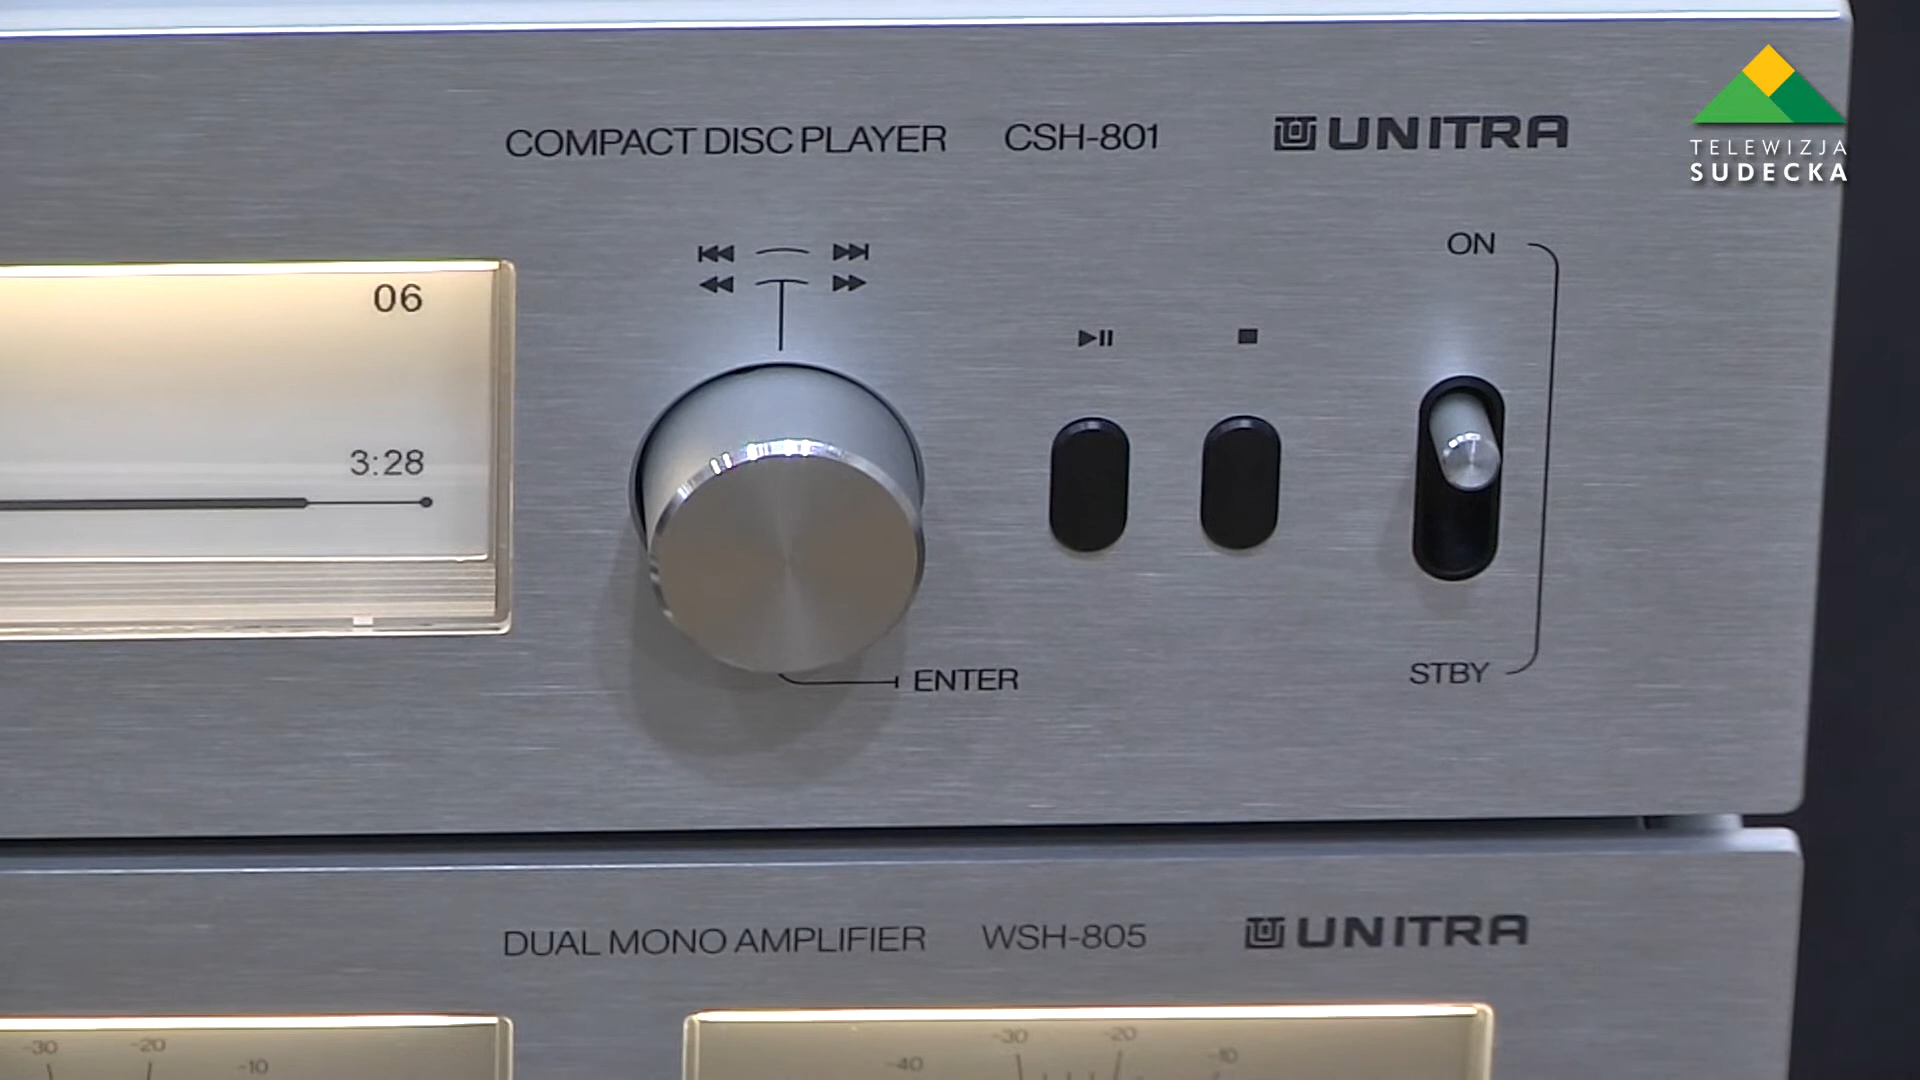 COMPACT DISC PLAYER CSH-801 UNITRA
TELEWIZJA
SUDECKA
ON
06
3:28
ENTER
STBY
DUAL MONO AMPLIFIER WSH-805 UNITRA
-30 -20 -10
-40 -30 -20 -10